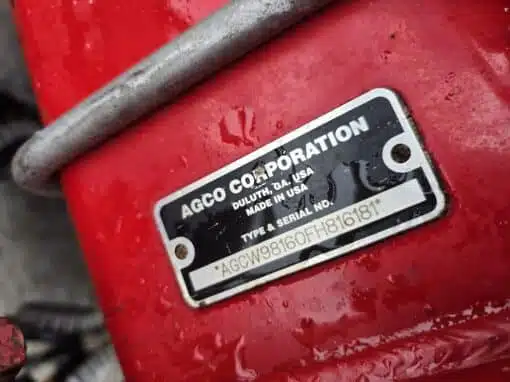 AGCO CORPORATION
DULUTH, GA. USA
MADE IN USA
TYPE & SERIAL NO.
*AGCW98160FH816181*